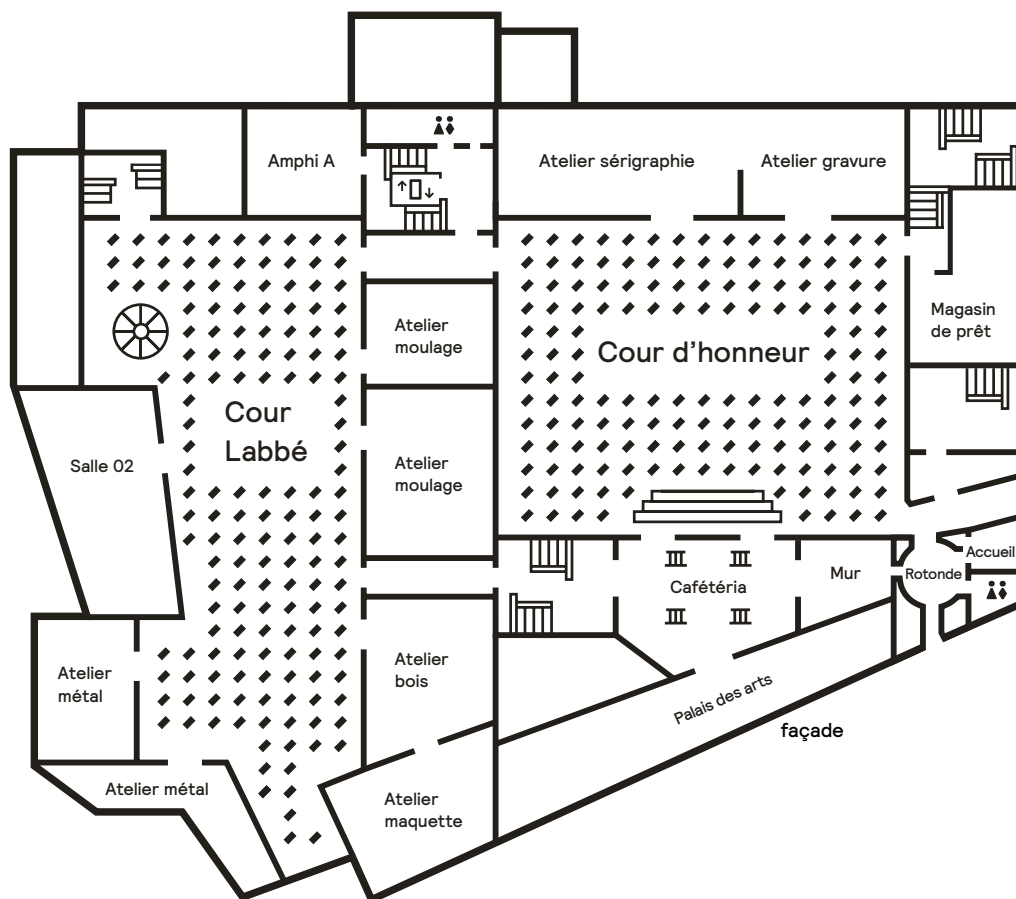 Amphi A
Atelier sérigraphie
Atelier gravure
Magasin
de prêt
Atelier
moulage
Cour d’honneur
Cour
Labbé
Salle 02
Atelier
moulage
Accueil
Cafétéria
Mur
Rotonde
Atelier
métal
Atelier
bois
Palais des arts
façade
Atelier métal
Atelier
maquette